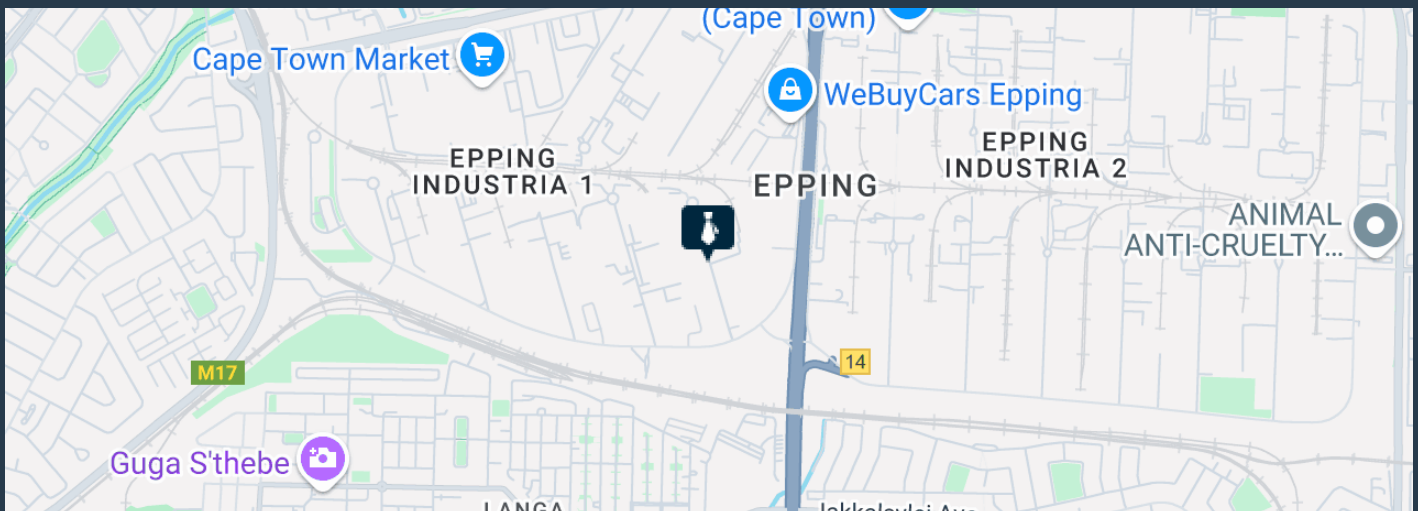 (Cape Town)
Cape Town Market
WeBuyCars Epping
EPPING
INDUSTRIA 1
EPPING
INDUSTRIA 2
EPPING
ANIMAL
ANTI-CRUELTY...
14
M17
Guga S'thebe
LANGA